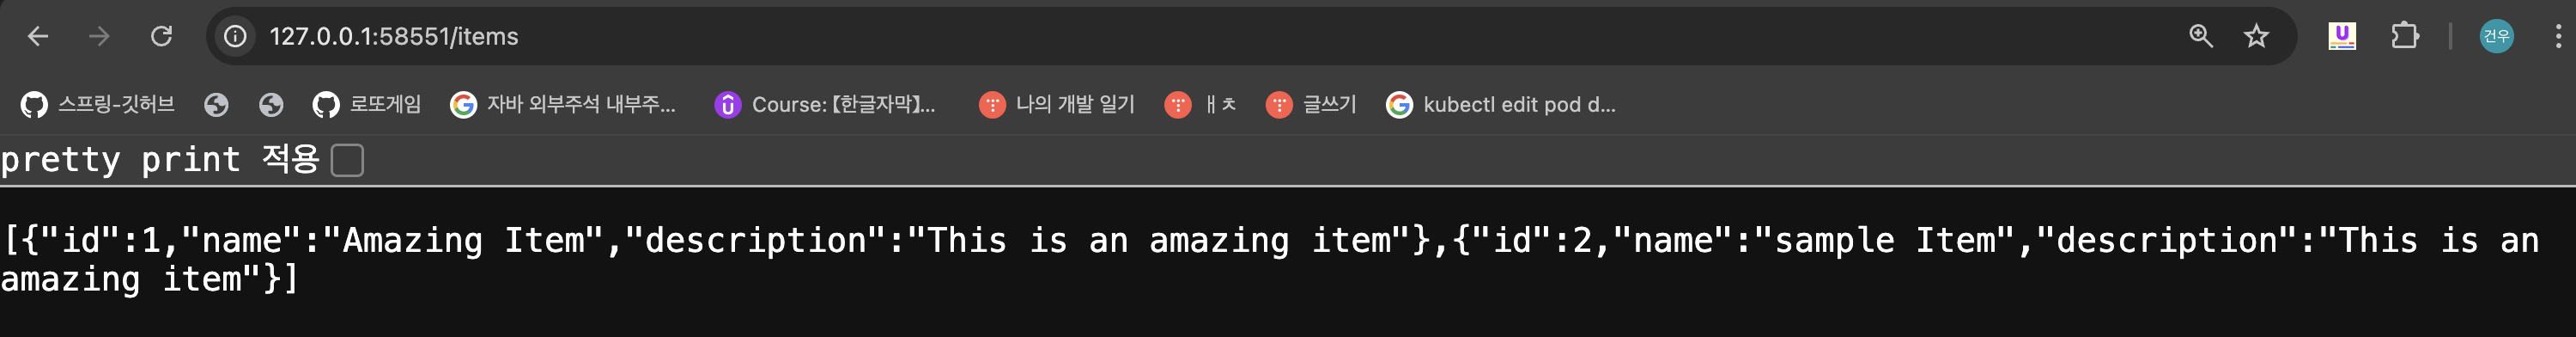 127.0.0.1:58551/items
건우
스프링-깃허브 로또게임 자바 외부주석 내부주... Course: 【한글자막】... 나의 개발 일기 ㅐㅊ 글쓰기 kubectl edit pod d...
pretty print 적용
[{"id":1,"name":"Amazing Item","description":"This is an amazing item"},{"id":2,"name":"sample Item","description":"This is an
amazing item"}]